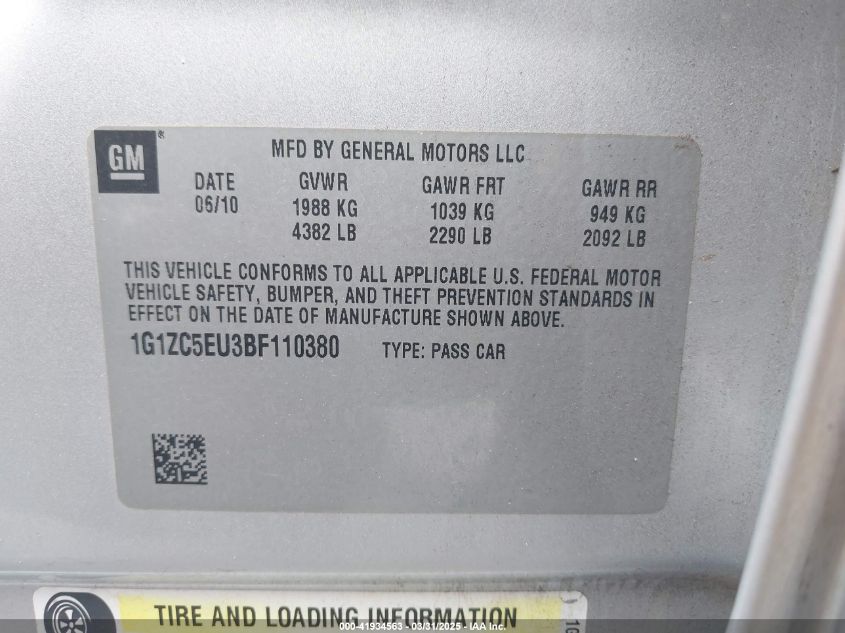 GM ®
MFD BY GENERAL MOTORS LLC
DATE GVWR GAWR FRT GAWR RR
06/10 1988 KG 1039 KG 949 KG
4382 LB 2290 LB 2092 LB
THIS VEHICLE CONFORMS TO ALL APPLICABLE U.S. FEDERAL MOTOR
VEHICLE SAFETY, BUMPER, AND THEFT PREVENTION STANDARDS IN
EFFECT ON THE DATE OF MANUFACTURE SHOWN ABOVE.
1G1ZC5EU3BF110380 TYPE: PASS CAR
TIRE AND LOADING INFORMATION
1G
000-41934563 - 03/31/2025 - IAA Inc.